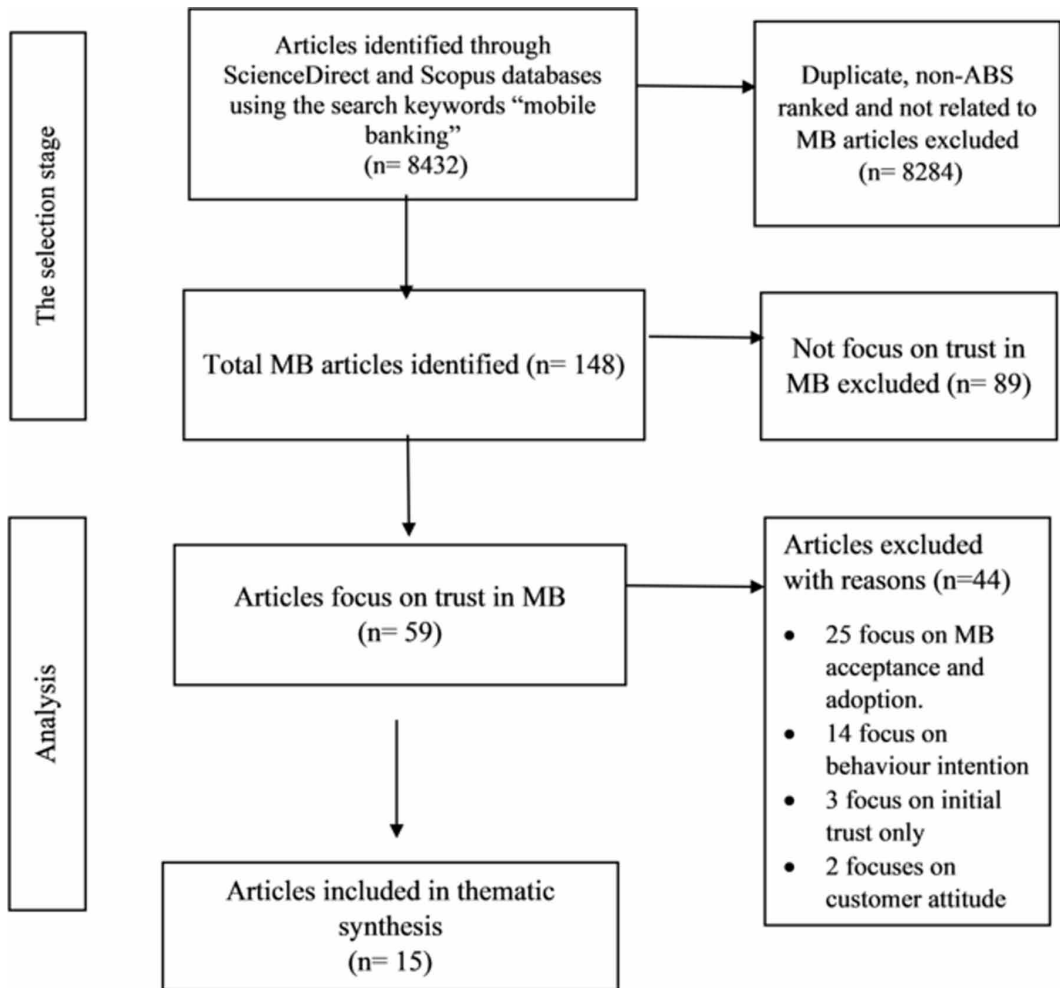 The selection stage
Articles identified through
ScienceDirect and Scopus databases
using the search keywords “mobile
banking”
(n= 8432)
Duplicate, non-ABS
ranked and not related to
MB articles excluded
(n= 8284)
Total MB articles identified (n= 148)
Not focus on trust in
MB excluded (n= 89)
Analysis
Articles focus on trust in MB
(n= 59)
Articles excluded
with reasons (n=44)
• 25 focus on MB
acceptance and
adoption.
• 14 focus on
behaviour intention
• 3 focus on initial
trust only
• 2 focuses on
customer attitude
Articles included in thematic
synthesis
(n= 15)